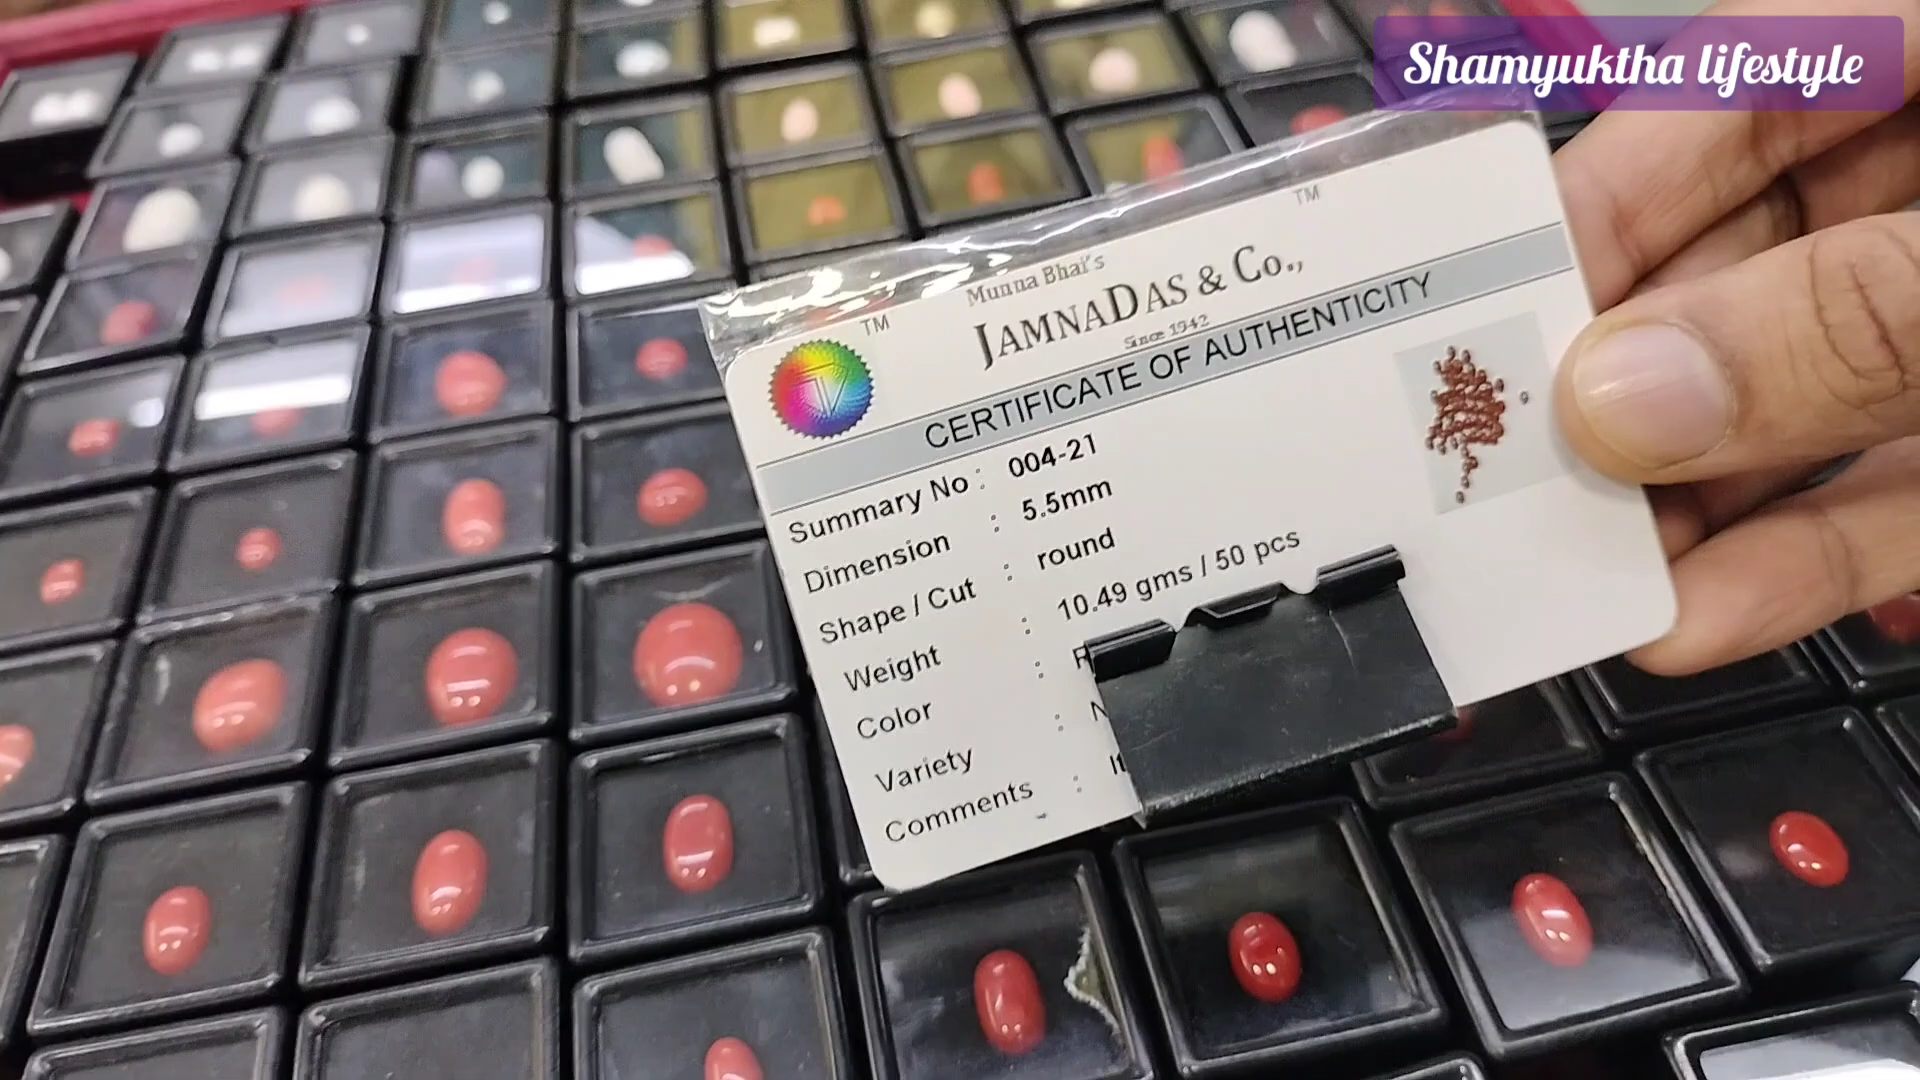 Shamyuktha lifestyle
TM
TM
Munna Bhai's
JAMNADAS & Co.,
Since 1942
CERTIFICATE OF AUTHENTICITY
Summary No : 004-21
Dimension : 5.5mm
Shape / Cut : round
Weight : 10.49 gms / 50 pcs
Color :
Variety :
Comments :